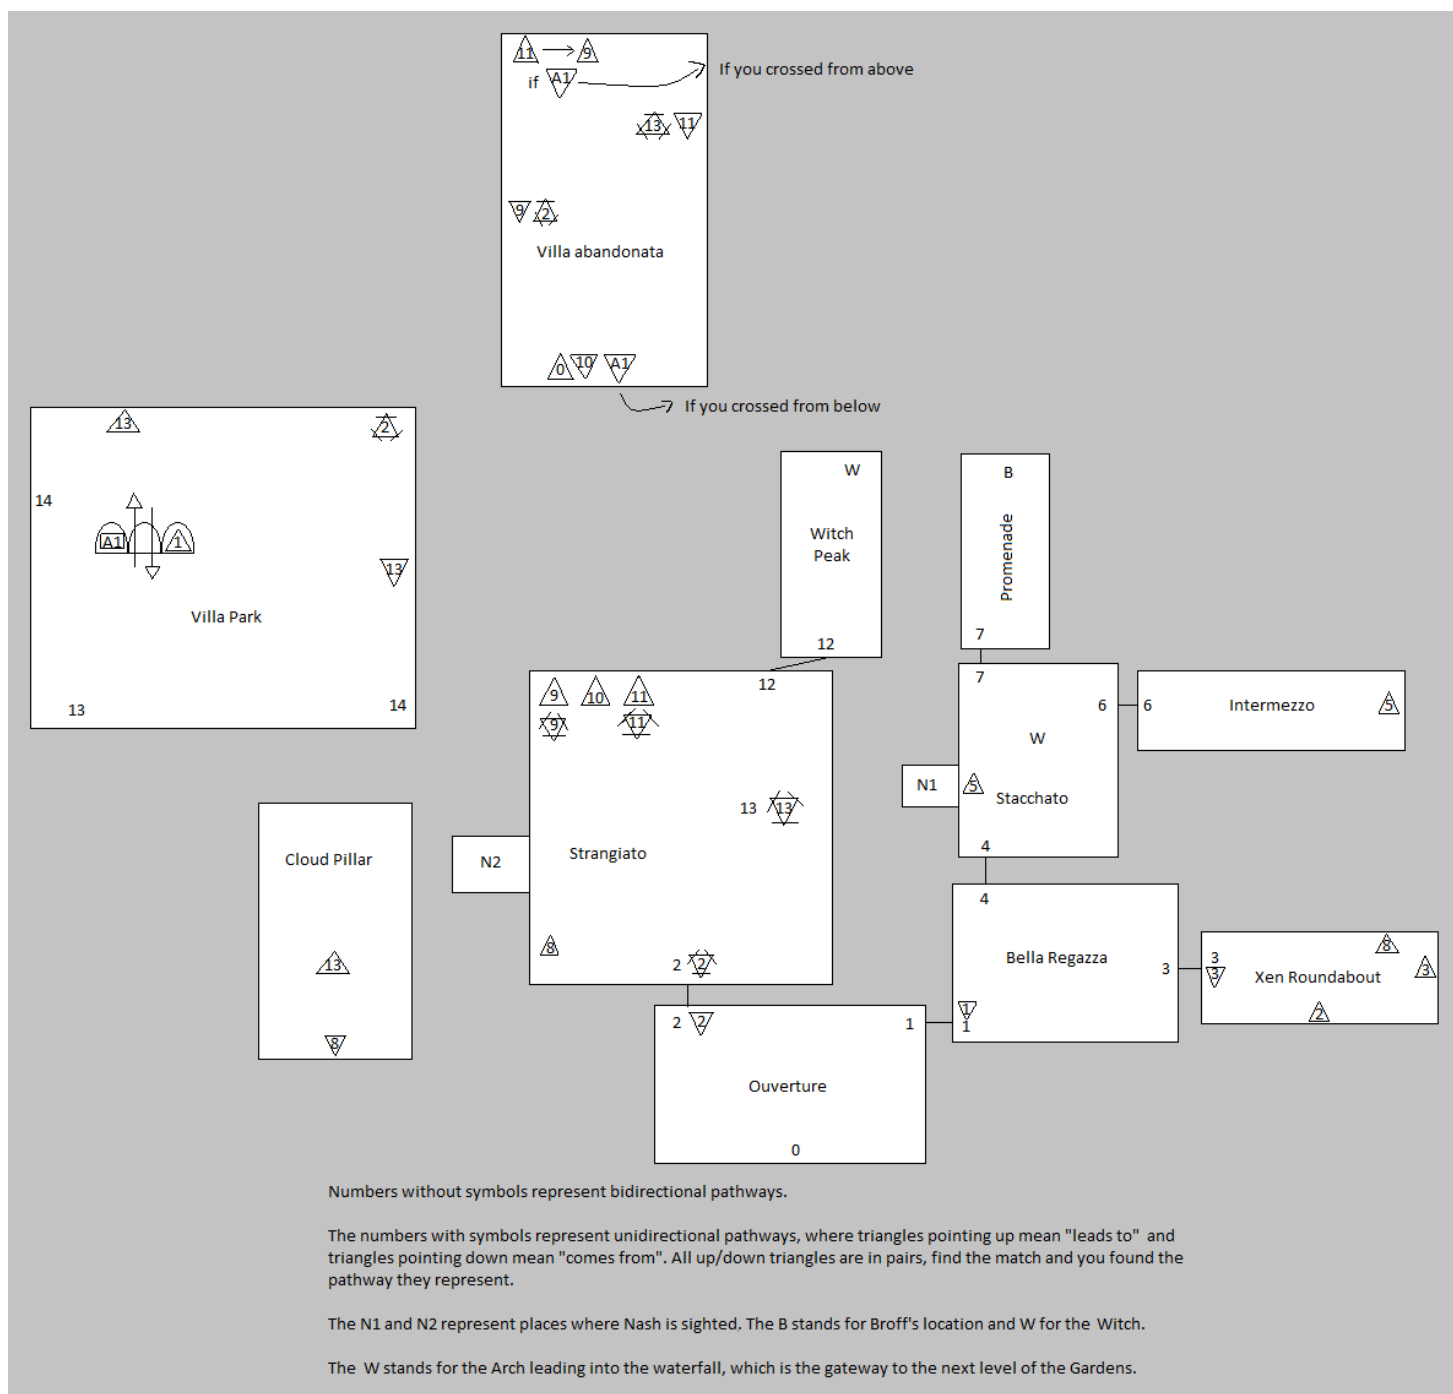 11 9
if A1 If you crossed from above
13 11
9 2
Villa abandonata
0 10 A1
If you crossed from below
13 2
14
A1 1
13
Villa Park
13 14
W
Witch
Peak
12
B
Promenade
7
9 10 11 12
9 11
13 13
Strangiato
N2
8
2 2
7
6
W
N1
5
Stacchato
4
6 Intermezzo 5
Cloud Pillar
13
8
4
Bella Regazza
3
1
1
3
3
8
3
Xen Roundabout
2
2 2 1
Ouverture
0
Numbers without symbols represent bidirectional pathways.
The numbers with symbols represent unidirectional pathways, where triangles pointing up mean "leads to" and
triangles pointing down mean "comes from". All up/down triangles are in pairs, find the match and you found the
pathway they represent.
The N1 and N2 represent places where Nash is sighted. The B stands for Broff's location and W for the Witch.
The W stands for the Arch leading into the waterfall, which is the gateway to the next level of the Gardens.